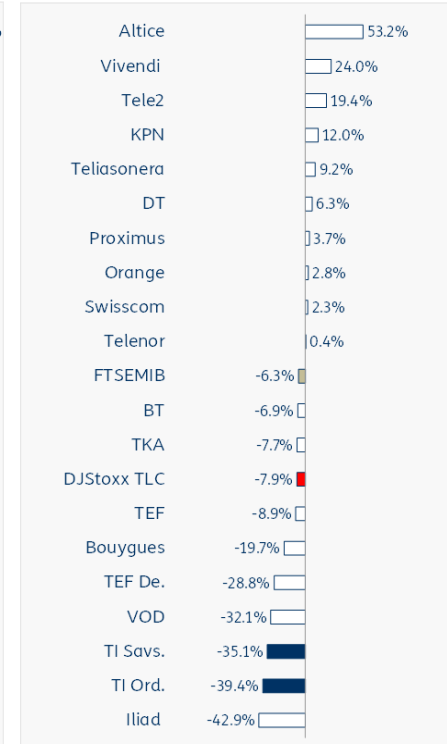 Altice 53.2%
Vivendi 24.0%
Tele2 19.4%
KPN 12.0%
Teliasonera 9.2%
DT 6.3%
Proximus 3.7%
Orange 2.8%
Swisscom 2.3%
Telenor 0.4%
FTSEMIB -6.3%
BT -6.9%
TKA -7.7%
DJStoxx TLC -7.9%
TEF -8.9%
Bouygues -19.7%
TEF De. -28.8%
VOD -32.1%
TI Savs. -35.1%
TI Ord. -39.4%
Iliad -42.9%